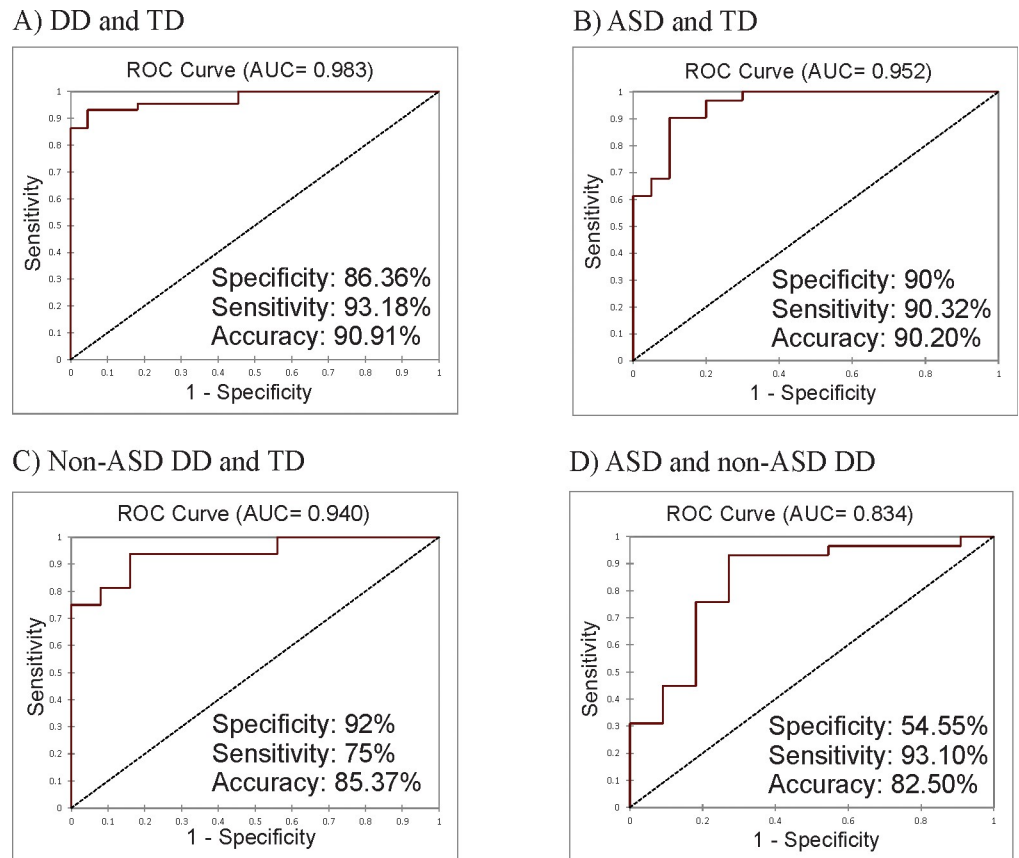 A) DD and TD
ROC Curve (AUC= 0.983)
1
0.9
0.8
0.7
0.6
0.5
0.4
0.3
0.2
0.1
0
Sensitivity
Specificity: 86.36%
Sensitivity: 93.18%
Accuracy: 90.91%
0 0.1 0.2 0.3 0.4 0.5 0.6 0.7 0.8 0.9 1
1 - Specificity
B) ASD and TD
ROC Curve (AUC= 0.952)
1
0.9
0.8
0.7
0.6
0.5
0.4
0.3
0.2
0.1
0
Sensitivity
Specificity: 90%
Sensitivity: 90.32%
Accuracy: 90.20%
0 0.2 0.4 0.6 0.8 1
1 - Specificity
C) Non-ASD DD and TD
ROC Curve (AUC= 0.940)
1
0.9
0.8
0.7
0.6
0.5
0.4
0.3
0.2
0.1
0
Sensitivity
Specificity: 92%
Sensitivity: 75%
Accuracy: 85.37%
0 0.1 0.2 0.3 0.4 0.5 0.6 0.7 0.8 0.9 1
1 - Specificity
D) ASD and non-ASD DD
ROC Curve (AUC= 0.834)
1
0.9
0.8
0.7
0.6
0.5
0.4
0.3
0.2
0.1
0
Sensitivity
Specificity: 54.55%
Sensitivity: 93.10%
Accuracy: 82.50%
0 0.2 0.4 0.6 0.8 1
1 - Specificity